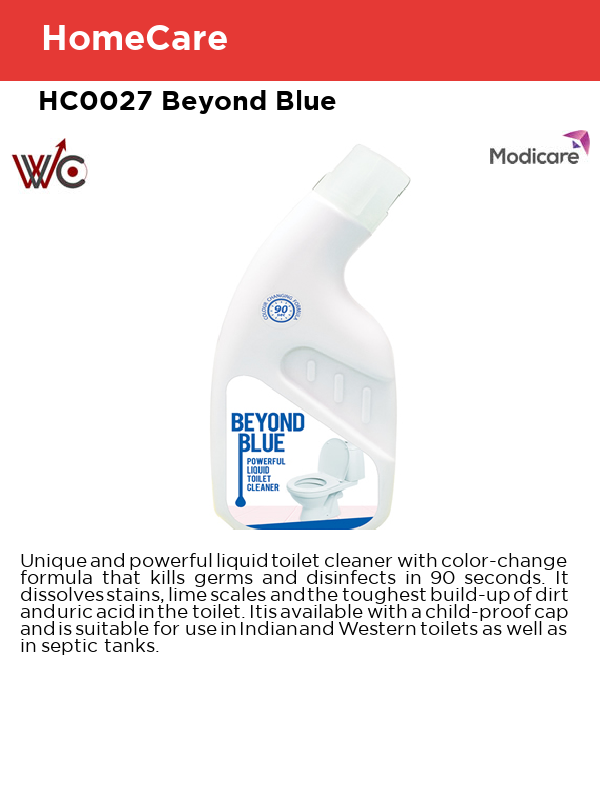 HomeCare
HC0027 Beyond Blue
WC
Modicare
COLOUR CHANGING FORMULA
90
BEYOND
BLUE
POWERFUL
LIQUID
TOILET
CLEANER
Unique and powerful liquid toilet cleaner with color-change
formula that kills germs and disinfects in 90 seconds. It
dissolves stains, lime scales and the toughest build-up of dirt
and uric acid in the toilet. It is available with a child-proof cap
and is suitable for use in Indian and Western toilets as well as
in septic tanks.